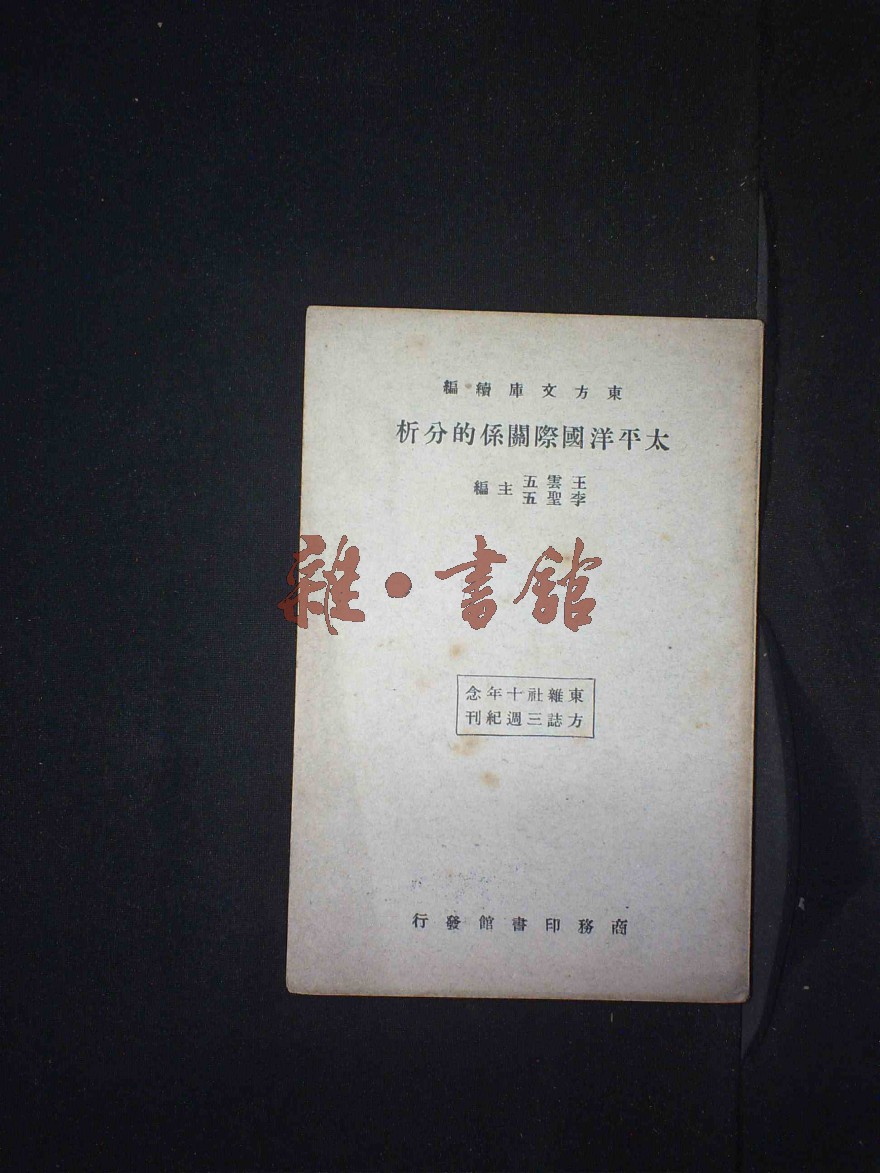 東方文庫續編
太平洋國際關係的分析
王雲五
李聖五
主編
雜·書館
東方雜誌社三十週年紀念刊
商務印書館發行